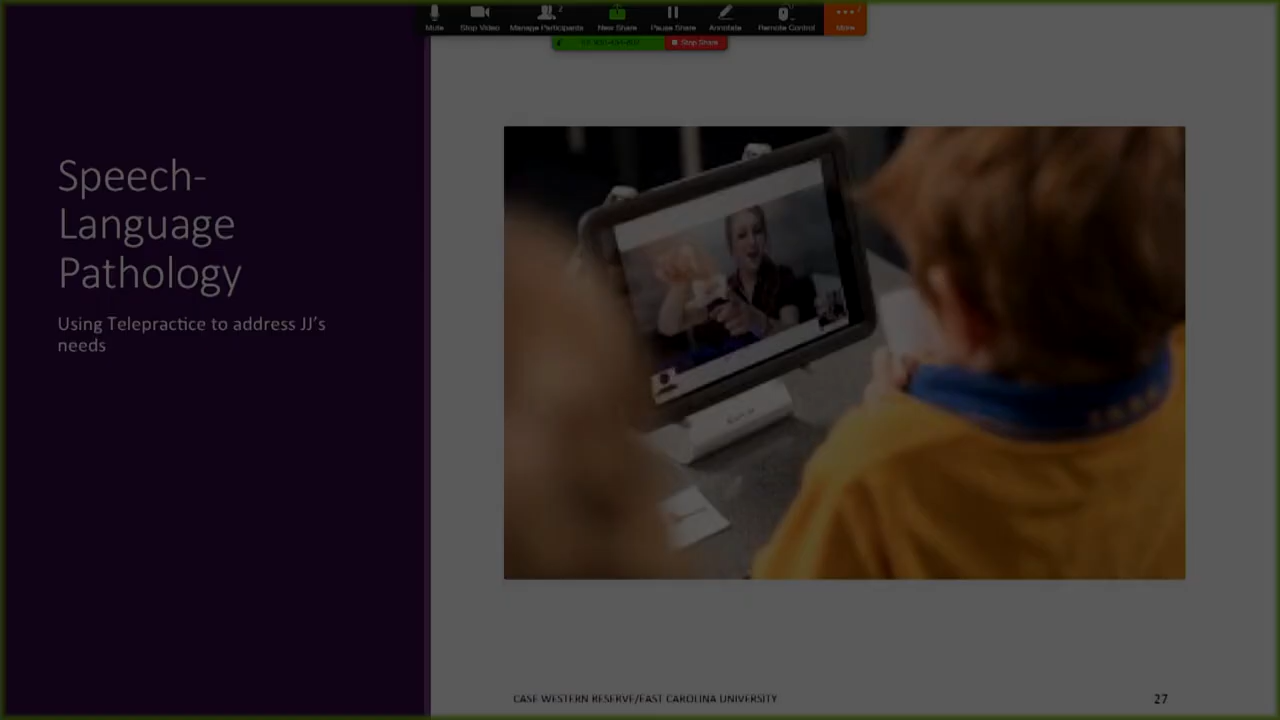 Mute
Stop Video
Manage Participants
2
New Share
Pause Share
Annotate
Remote Control
More
Stop Share
Speech-
Language
Pathology
Using Telepractice to address JJ's
needs
CASE WESTERN RESERVE/EAST CAROLINA UNIVERSITY
27